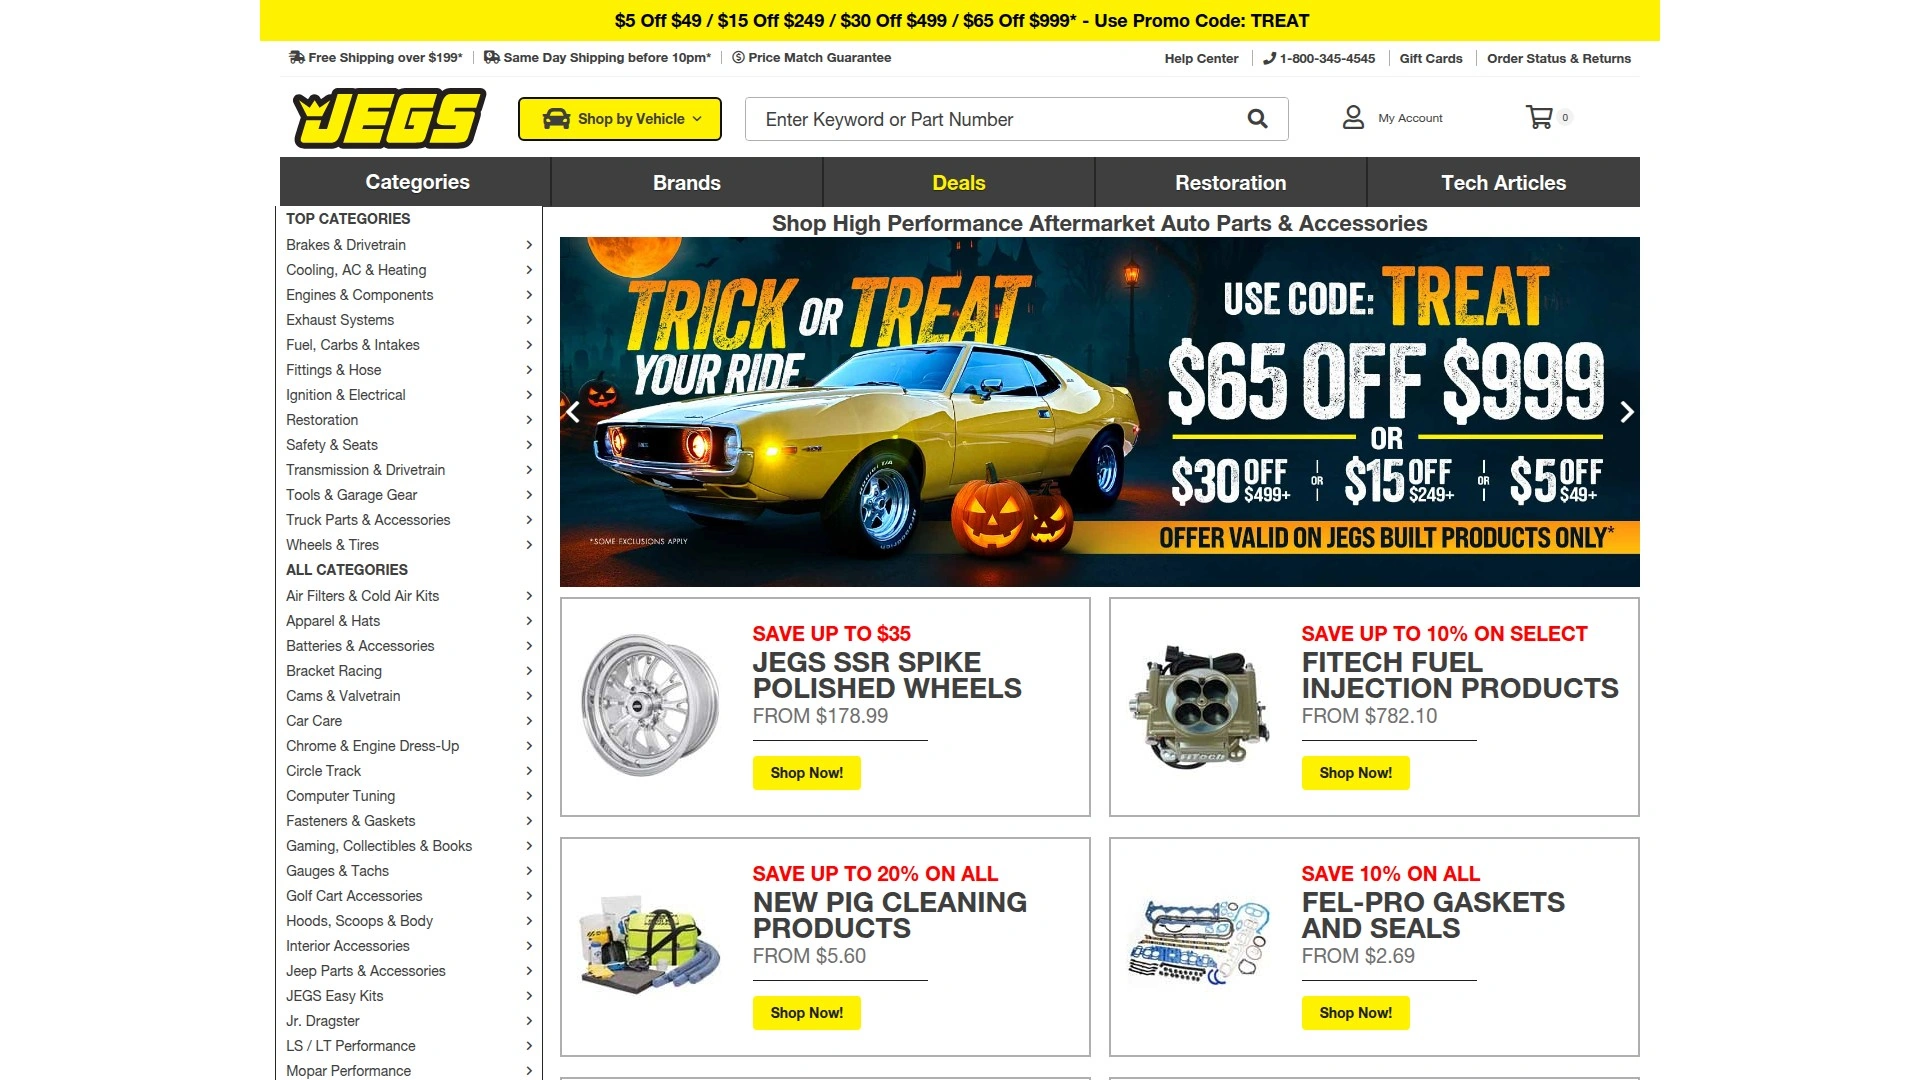 $5 Off $49 / $15 Off $249 / $30 Off $499 / $65 Off $999* - Use Promo Code: TREAT
Free Shipping over $199*
Same Day Shipping before 10pm*
Price Match Guarantee
Help Center
1-800-345-4545
Gift Cards
Order Status & Returns
JEGS
Shop by Vehicle
Enter Keyword or Part Number
My Account
0
Categories
Brands
Deals
Restoration
Tech Articles
TOP CATEGORIES
Brakes & Drivetrain
Cooling, AC & Heating
Engines & Components
Exhaust Systems
Fuel, Carbs & Intakes
Fittings & Hose
Ignition & Electrical
Restoration
Safety & Seats
Transmission & Drivetrain
Tools & Garage Gear
Truck Parts & Accessories
Wheels & Tires
ALL CATEGORIES
Air Filters & Cold Air Kits
Apparel & Hats
Batteries & Accessories
Bracket Racing
Cams & Valvetrain
Car Care
Chrome & Engine Dress-Up
Circle Track
Computer Tuning
Fasteners & Gaskets
Gaming, Collectibles & Books
Gauges & Tachs
Golf Cart Accessories
Hoods, Scoops & Body
Interior Accessories
Jeep Parts & Accessories
JEGS Easy Kits
Jr. Dragster
LS / LT Performance
Mopar Performance
Shop High Performance Aftermarket Auto Parts & Accessories
TRICK OR TREAT
YOUR RIDE
*SOME EXCLUSIONS APPLY
USE CODE: TREAT
$65 OFF $999
OR
$30 OFF $499+ OR $15 OFF $249+ OR $5 OFF $49+
OFFER VALID ON JEGS BUILT PRODUCTS ONLY*
SAVE UP TO $35
JEGS SSR SPIKE
POLISHED WHEELS
FROM $178.99
Shop Now!
SAVE UP TO 10% ON SELECT
FITECH FUEL
INJECTION PRODUCTS
FROM $782.10
Shop Now!
FiTech
SAVE UP TO 20% ON ALL
NEW PIG CLEANING
PRODUCTS
FROM $5.60
Shop Now!
SAVE 10% ON ALL
FEL-PRO GASKETS
AND SEALS
FROM $2.69
Shop Now!